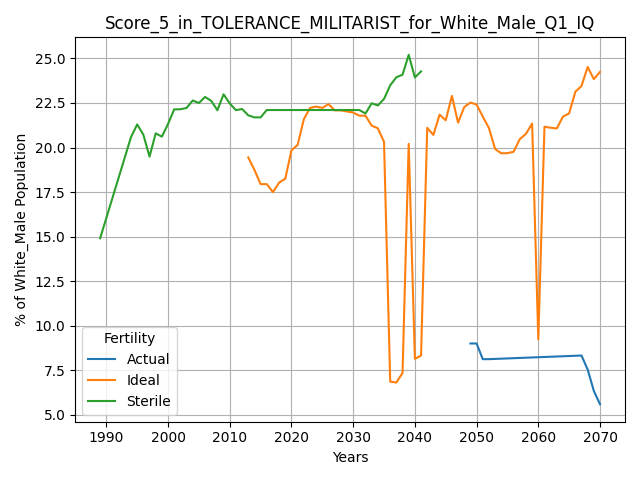 Score_5_in_TOLERANCE_MILITARIST_for_White_Male_Q1_IQ
% of White_Male Population
25.0
22.5
20.0
17.5
15.0
12.5
10.0
7.5
5.0
Fertility
Actual
Ideal
Sterile
1990 2000 2010 2020 2030 2040 2050 2060 2070
Years